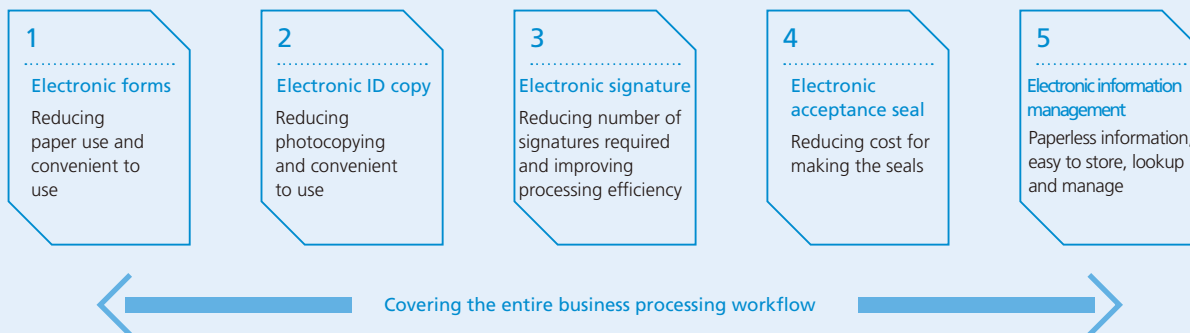 1
Electronic forms
Reducing
paper use and
convenient to
use
2
Electronic ID copy
Reducing
photocopying
and convenient
to use
3
Electronic signature
Reducing number of
signatures required
and improving
processing efficiency
4
Electronic
acceptance seal
Reducing cost for
making the seals
5
Electronic information
management
Paperless information,
easy to store, lookup
and manage
Covering the entire business processing workflow